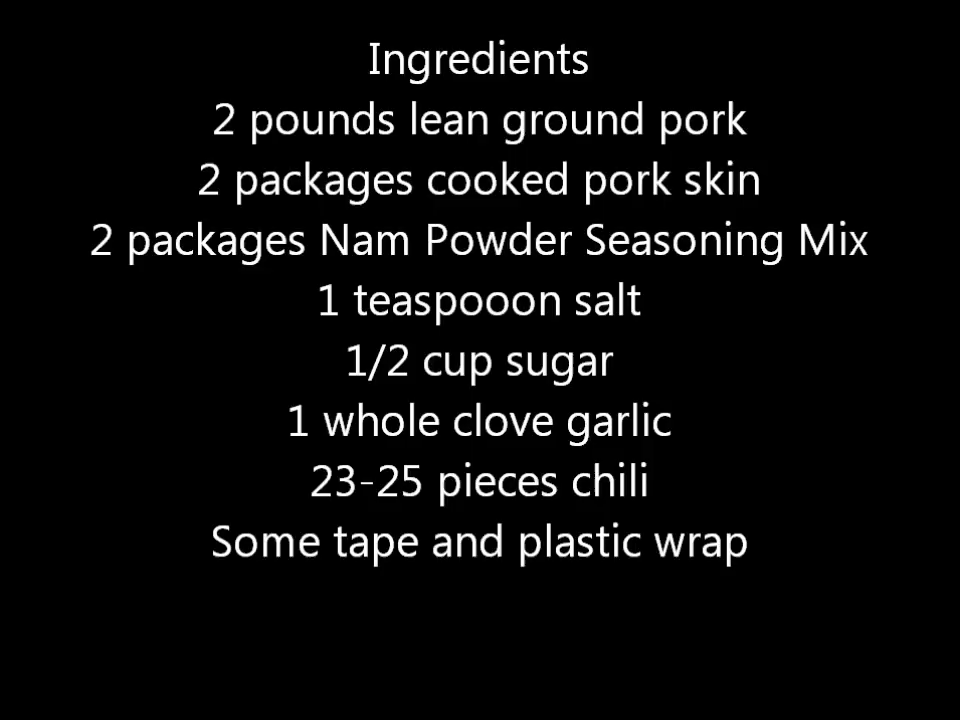 Ingredients
2 pounds lean ground pork
2 packages cooked pork skin
2 packages Nam Powder Seasoning Mix
1 teaspooon salt
1/2 cup sugar
1 whole clove garlic
23-25 pieces chili
Some tape and plastic wrap